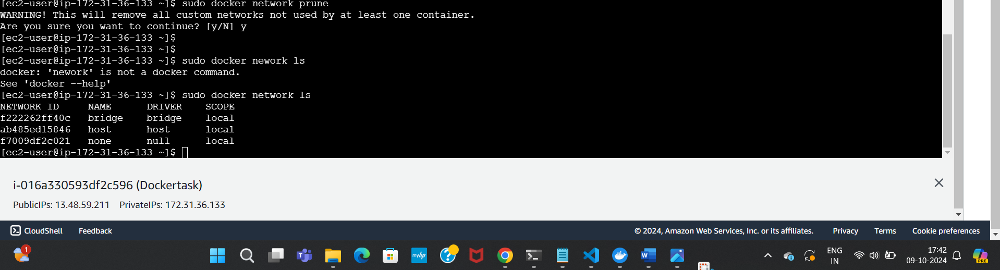 [ec2-user@ip-172-31-36-133 ~]$ sudo docker network prune
WARNING! This will remove all custom networks not used by at least one container.
Are you sure you want to continue? [y/N] y
[ec2-user@ip-172-31-36-133 ~]$
[ec2-user@ip-172-31-36-133 ~]$
[ec2-user@ip-172-31-36-133 ~]$ sudo docker nework ls
docker: 'nework' is not a docker command.
See 'docker --help'
[ec2-user@ip-172-31-36-133 ~]$ sudo docker network ls
NETWORK ID     NAME      DRIVER    SCOPE
f222262ff40c   bridge    bridge    local
ab485ed15846   host      host      local
f7009df2c021   none      null      local
[ec2-user@ip-172-31-36-133 ~]$
i-016a330593df2c596 (Dockertask)
PublicIPs: 13.48.59.211 PrivateIPs: 172.31.36.133
CloudShell Feedback © 2024, Amazon Web Services, Inc. or its affiliates. Privacy Terms Cookie preferences
1 myhp ENG 17:42
IN 09-10-2024 PRE